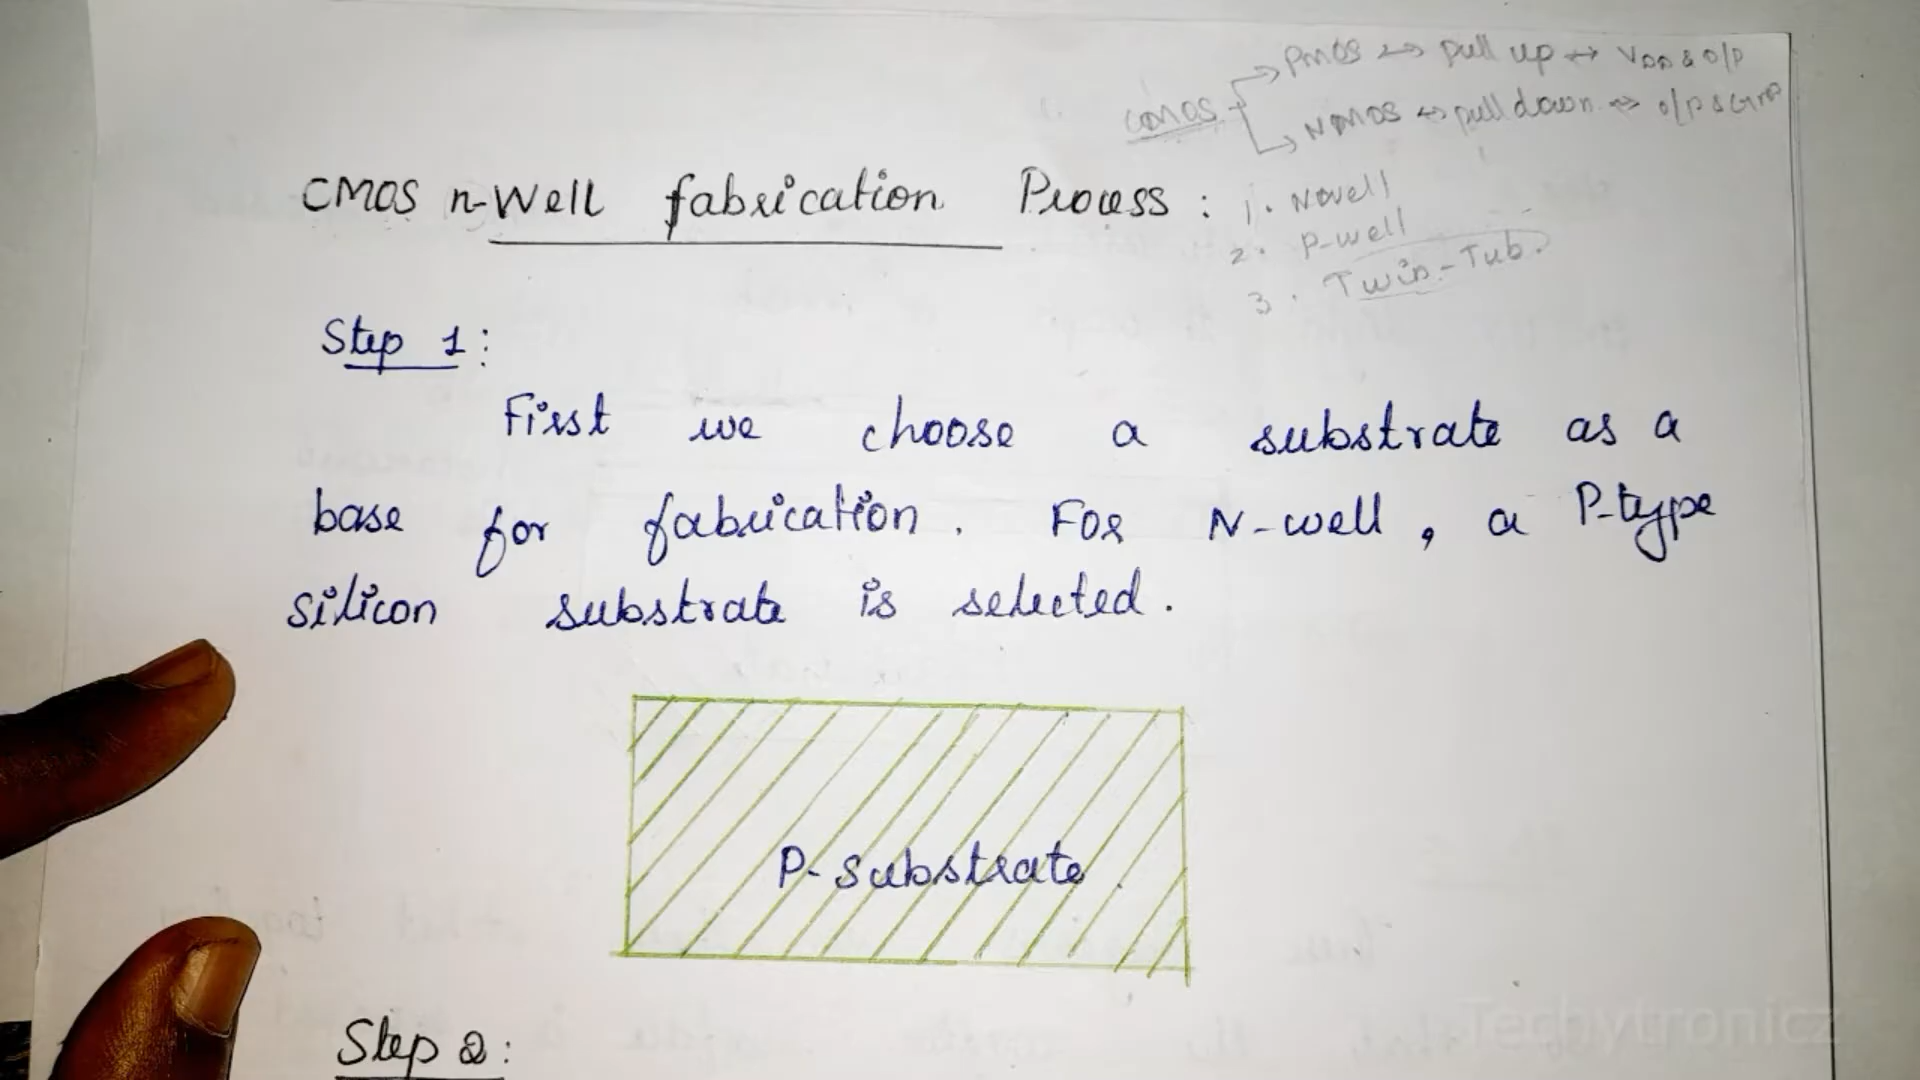 CMOS PMOS ↔ pull up ↔ VDD & O/P
NMOS ↔ pull down ↔ O/P & GND
CMOS n-Well fabrication Process :
1. Nwell
2. P-well
3. Twin-Tub.
Step 1:
First we choose a substrate as a
base for fabrication. For N-well, a P-type
silicon substrate is selected.
P-substrate.
Step 2:
Techytronicz